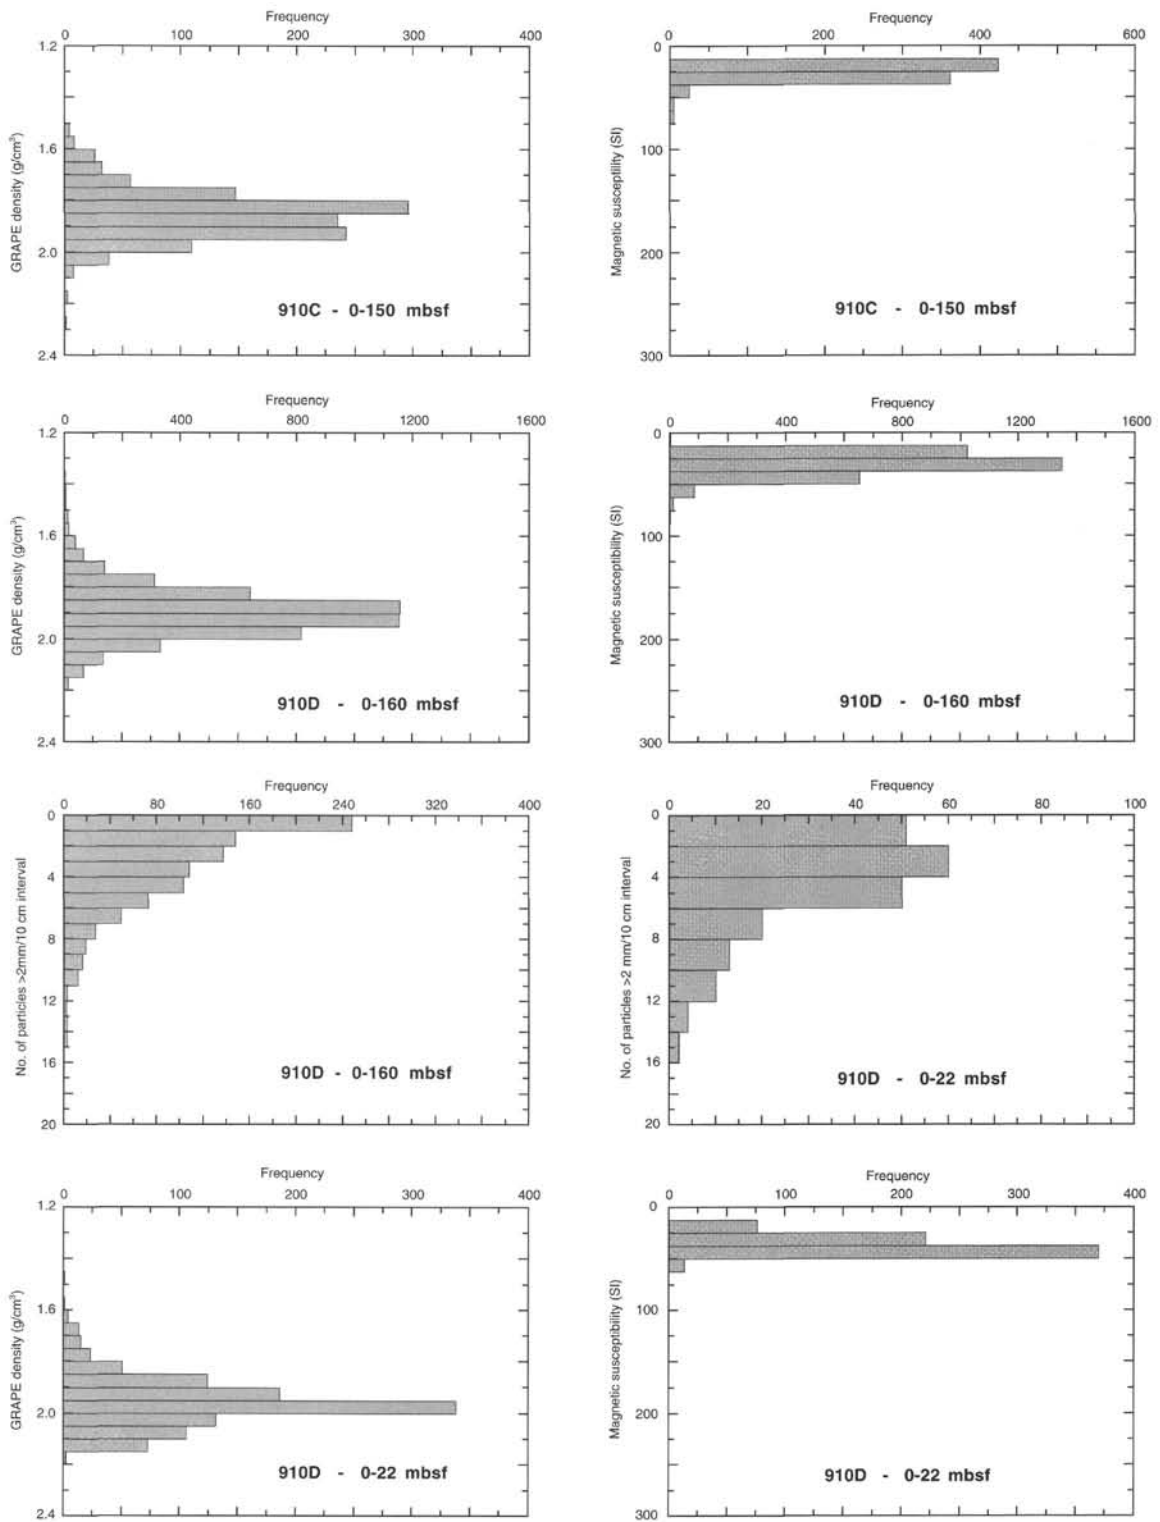 Frequency
0 100 200 300 400
1.2
1.6
2.0
2.4
GRAPE density (g/cm³)
910C - 0-150 mbsf
0 200 400 600
0
100
200
300
Magnetic susceptility (SI)
910C - 0-150 mbsf
Frequency
0 400 800 1200 1600
1.2
1.6
2.0
2.4
GRAPE density (g/cm³)
910D - 0-160 mbsf
Frequency
0 400 800 1200 1600
0
100
200
300
Magnetic susceptibility (SI)
910D - 0-160 mbsf
Frequency
0 80 160 240 320 400
0
4
8
12
16
20
No. of particles >2mm/10 cm interval
910D - 0-160 mbsf
Frequency
0 20 40 60 80 100
0
4
8
12
16
20
No. of particles >2 mm/10 cm interval
910D - 0-22 mbsf
Frequency
0 100 200 300 400
1.2
1.6
2.0
2.4
GRAPE density (g/cm³)
910D - 0-22 mbsf
Frequency
0 100 200 300 400
0
100
200
300
Magnetic susceptibility (SI)
910D - 0-22 mbsf